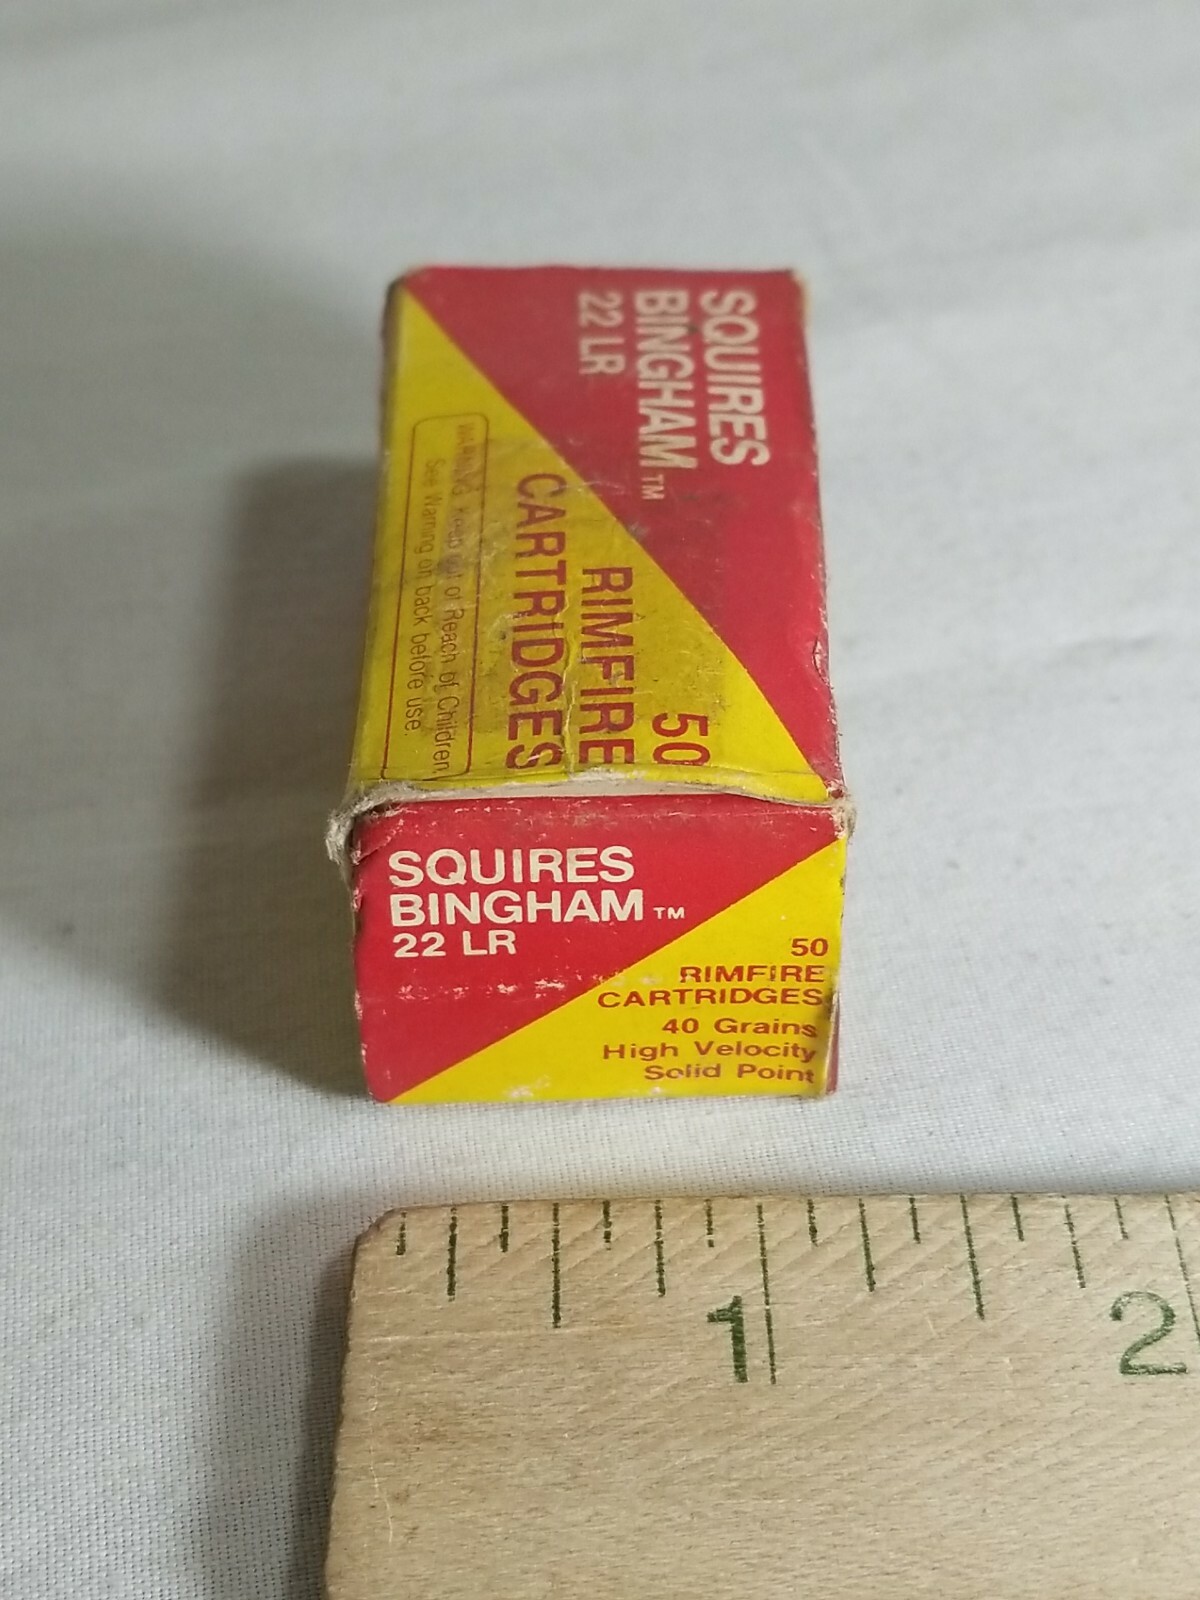 SQUIRES
BINGHAM™
22 LR
50
RIMFIRE
CARTRIDGES
WARNING Keep out of Reach of Children,
See Warning on back before use.
SQUIRES
BINGHAM™
22 LR
50
RIMFIRE
CARTRIDGES
40 Grains
High Velocity
Solid Point
1
2